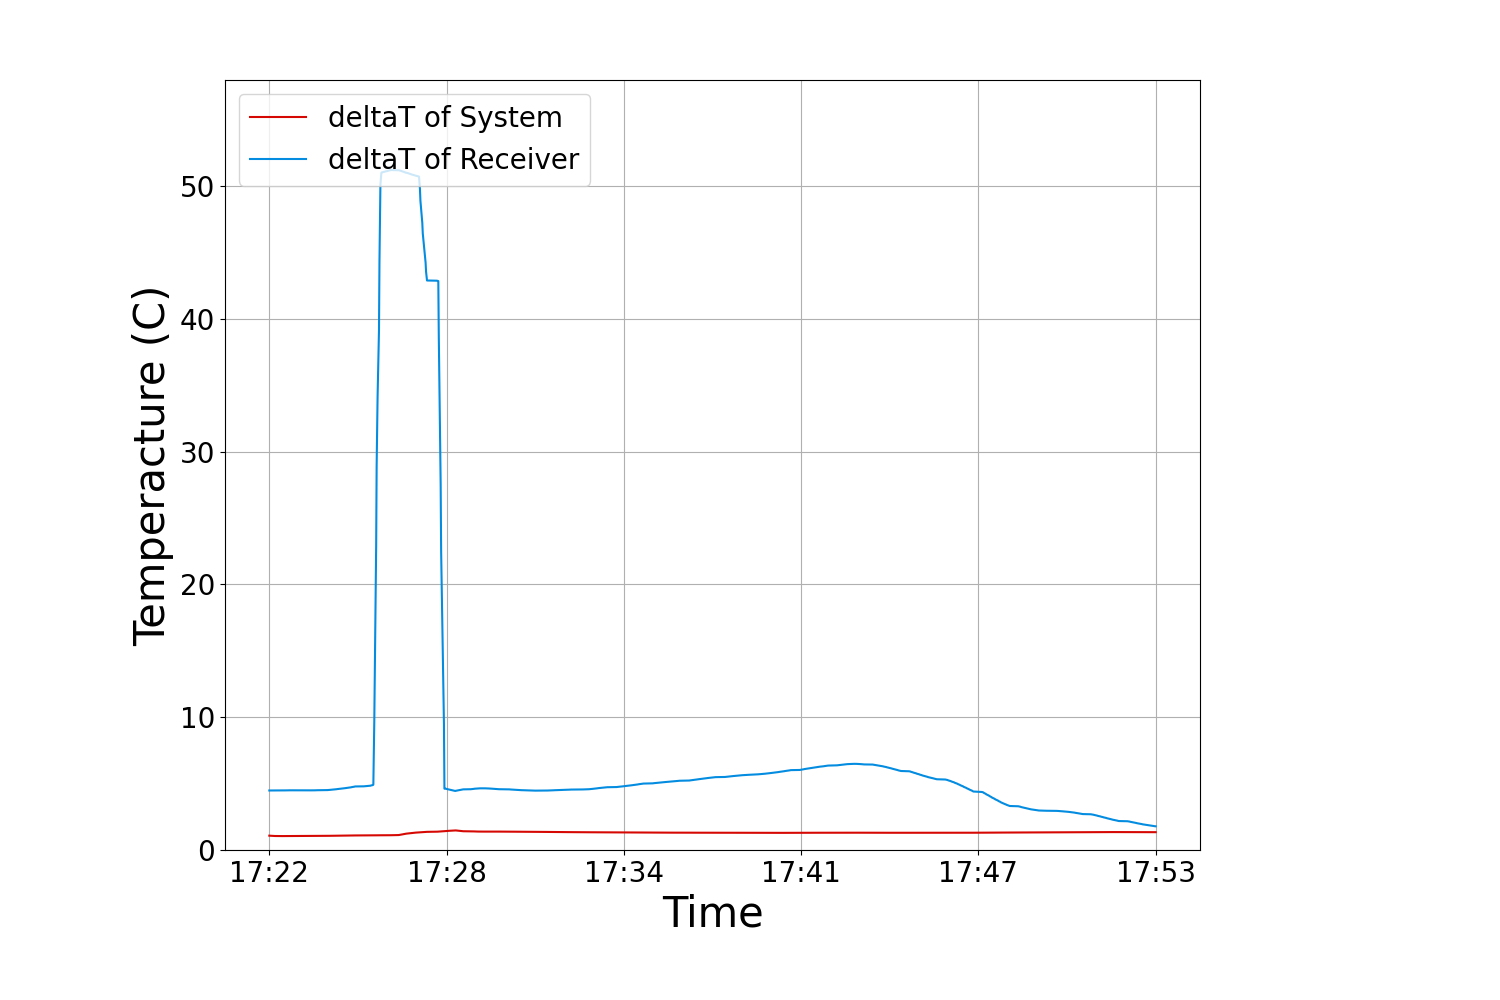 deltaT of System
deltaT of Receiver
50
40
30
20
10
0
Temperacture (C)
17:22 17:28 17:34 17:41 17:47 17:53
Time